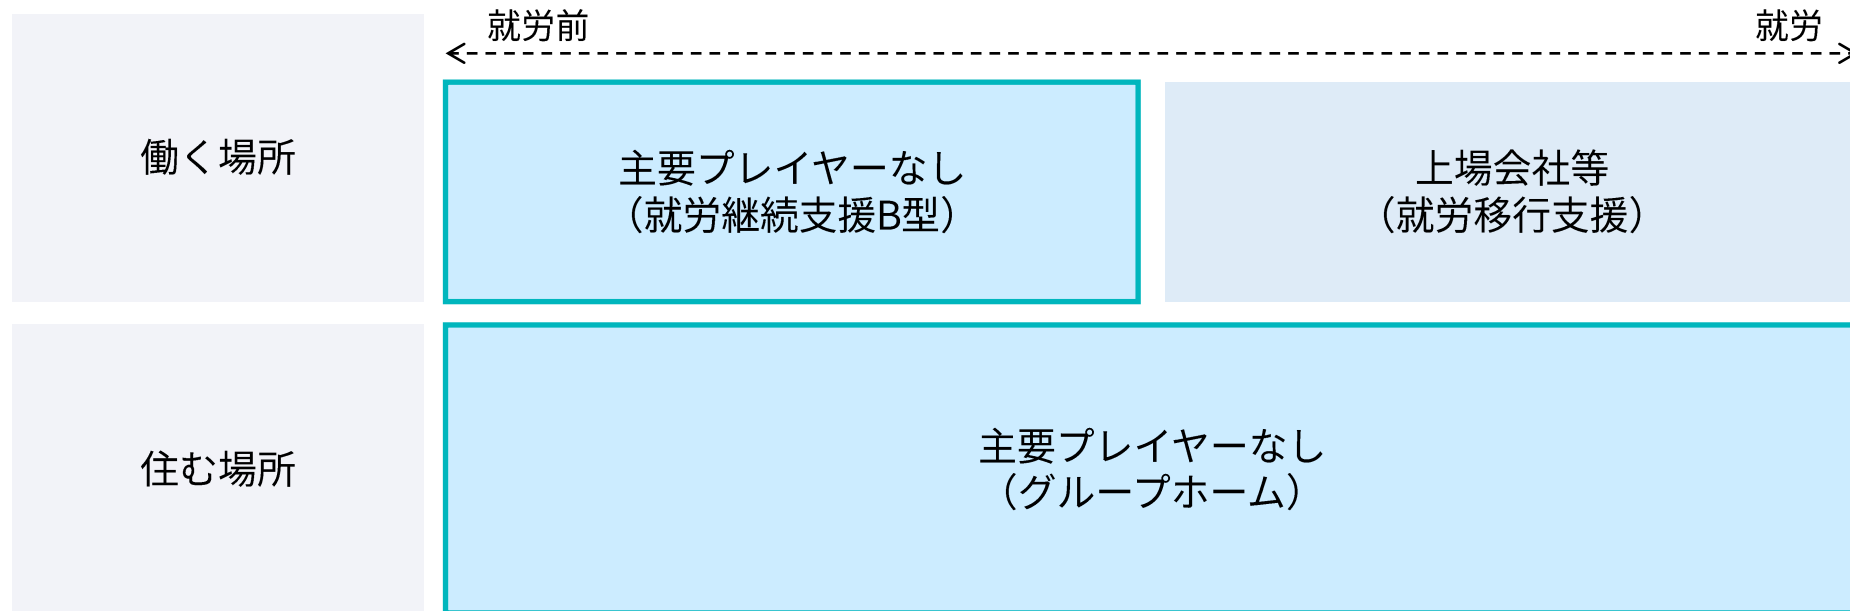 就労前
就労
働く場所
主要プレイヤーなし
（就労継続支援B型）
上場会社等
（就労移行支援）
住む場所
主要プレイヤーなし
（グループホーム）